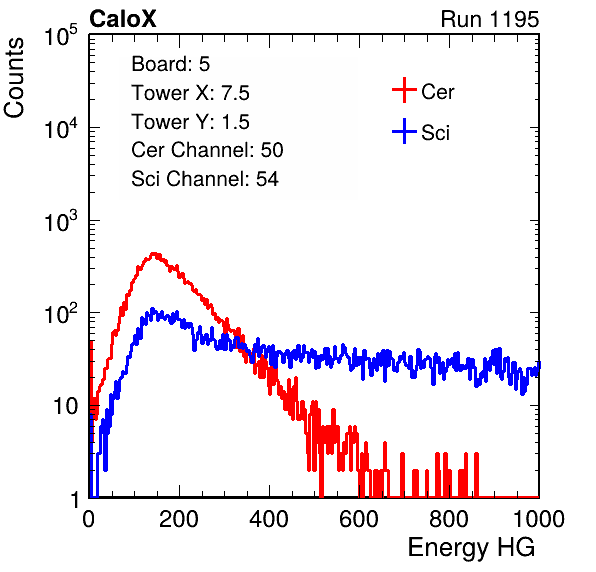 CaloX Run 1195
Counts
Board: 5
Tower X: 7.5
Tower Y: 1.5
Cer Channel: 50
Sci Channel: 54
Cer
Sci
10^5
10^4
10^3
10^2
10
1
0 200 400 600 800 1000
Energy HG